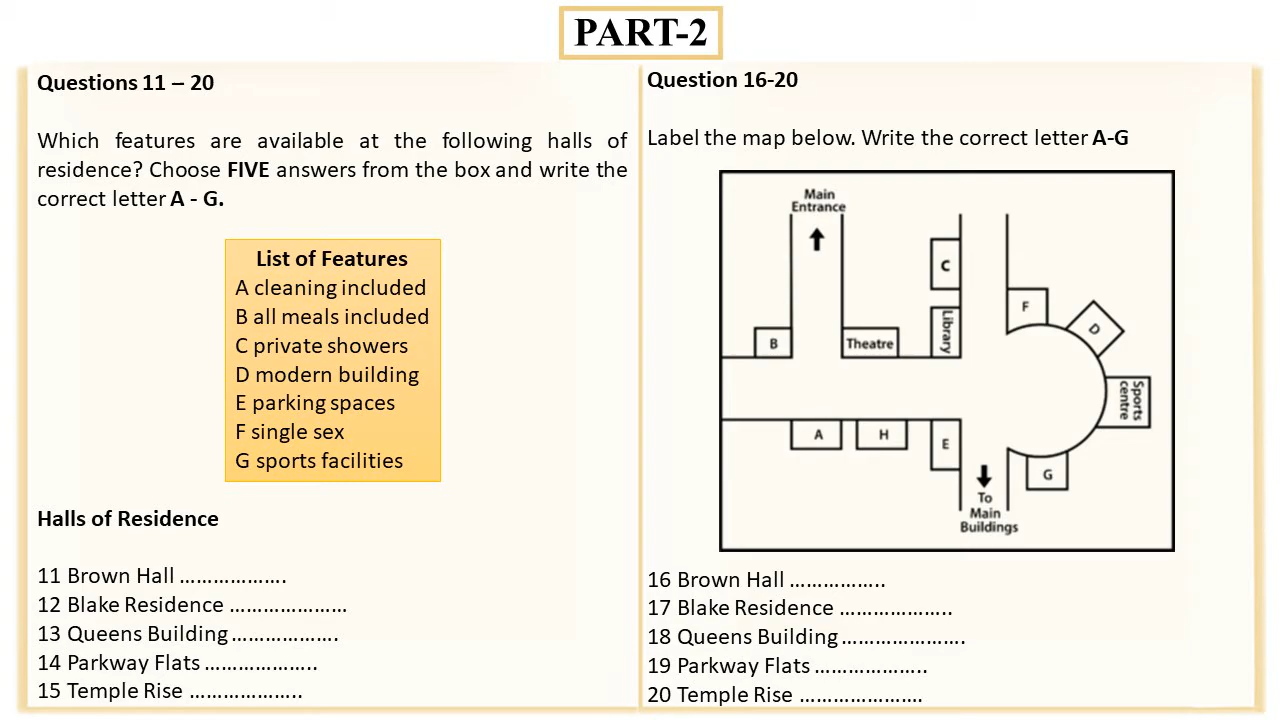 PART-2
Questions 11 – 20
Which features are available at the following halls of
residence? Choose FIVE answers from the box and write the
correct letter A - G.
List of Features
A cleaning included
B all meals included
C private showers
D modern building
E parking spaces
F single sex
G sports facilities
Halls of Residence
11 Brown Hall ……………….
12 Blake Residence …………………
13 Queens Building……………….
14 Parkway Flats………………..
15 Temple Rise ………………..
Question 16-20
Label the map below. Write the correct letter A-G
Main
Entrance
C
F
D
B
Theatre
Library
Sports
centre
A
H
E
G
To
Main
Buildings
16 Brown Hall ……………..
17 Blake Residence ………………..
18 Queens Building………………….
19 Parkway Flats………………..
20 Temple Rise ………………….